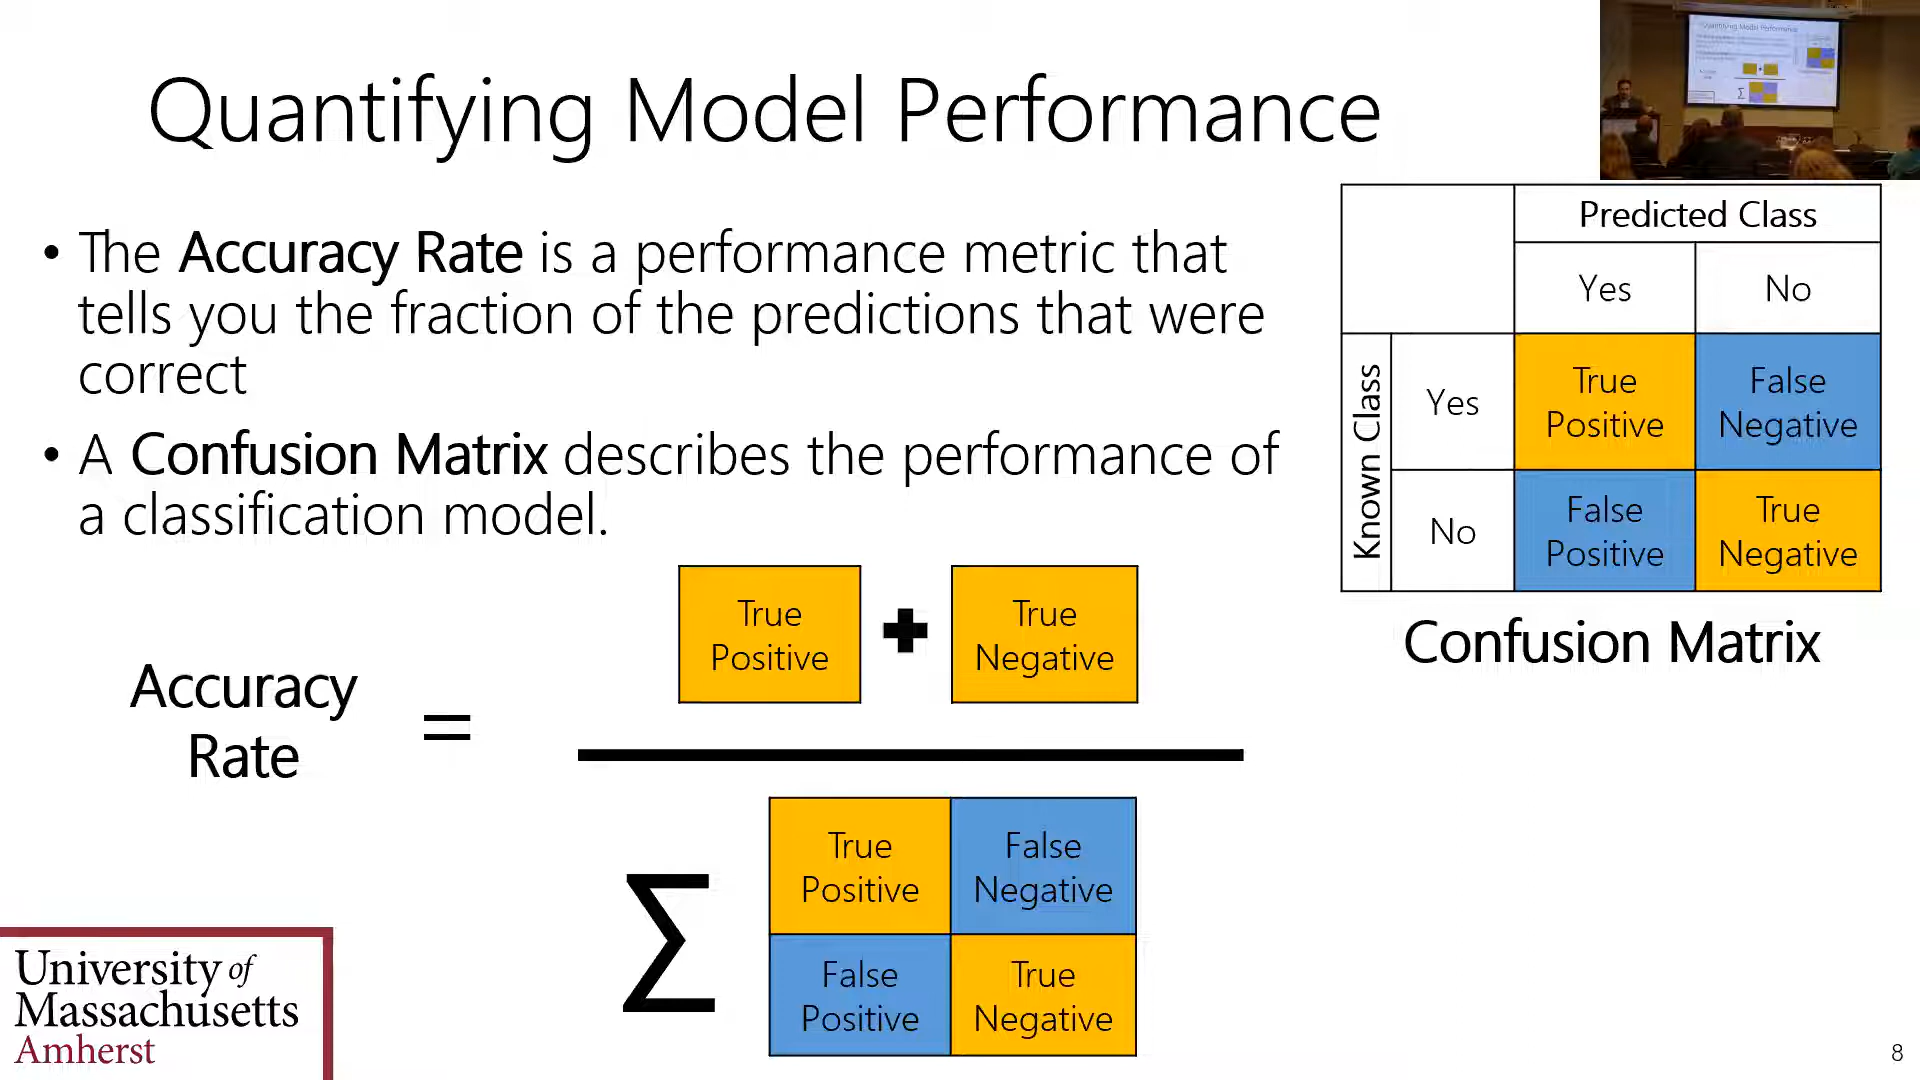 Quantifying Model Performance
• The Accuracy Rate is a performance metric that
tells you the fraction of the predictions that were
correct
• A Confusion Matrix describes the performance of
a classification model.
Predicted Class
Yes No
Known Class
Yes
True
Positive
False
Negative
No
False
Positive
True
Negative
Confusion Matrix
Accuracy
Rate
=
True
Positive
+
True
Negative
∑
True
Positive
False
Negative
False
Positive
True
Negative
University of
Massachusetts
Amherst
8
Quantifying Model Performance